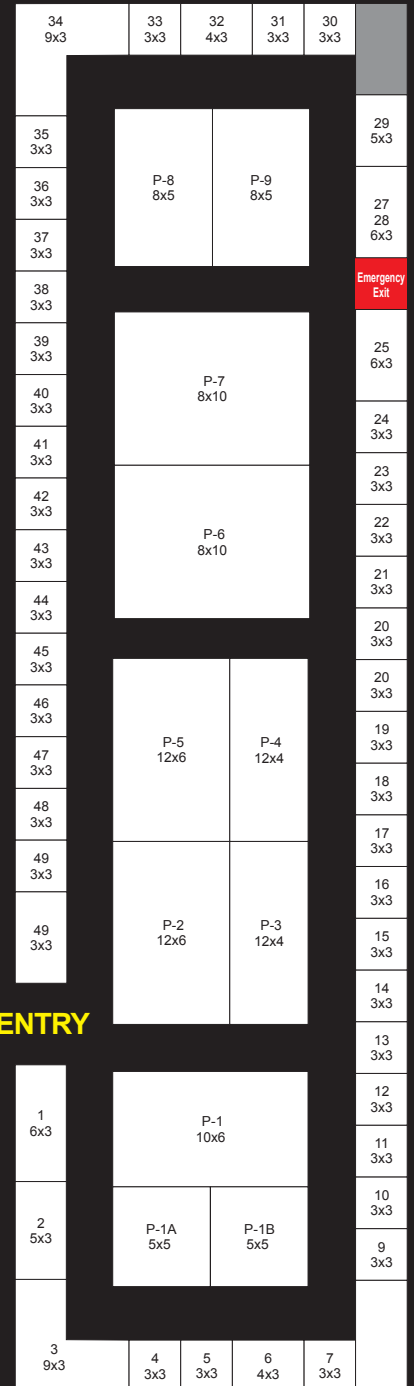 34
9x3
33
3x3
32
4x3
31
3x3
30
3x3
35
3x3
36
3x3
37
3x3
38
3x3
39
3x3
40
3x3
41
3x3
42
3x3
43
3x3
44
3x3
45
3x3
46
3x3
47
3x3
48
3x3
49
3x3
49
3x3
ENTRY
1
6x3
2
5x3
3
9x3
P-8
8x5
P-9
8x5
P-7
8x10
P-6
8x10
P-5
12x6
P-4
12x4
P-2
12x6
P-3
12x4
P-1
10x6
P-1A
5x5
P-1B
5x5
29
5x3
27
28
6x3
Emergency
Exit
25
6x3
24
3x3
23
3x3
22
3x3
21
3x3
20
3x3
20
3x3
19
3x3
18
3x3
17
3x3
16
3x3
15
3x3
14
3x3
13
3x3
12
3x3
11
3x3
10
3x3
9
3x3
4
3x3
5
3x3
6
4x3
7
3x3